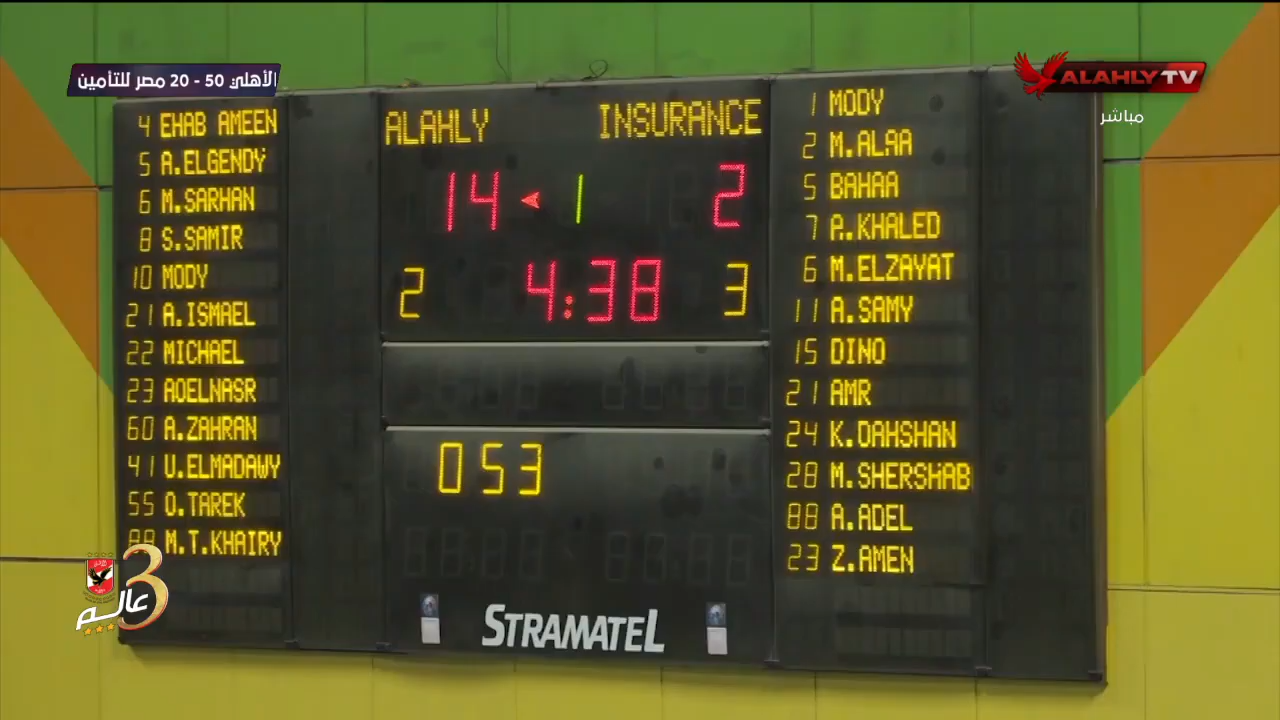 الأهلي 50 - 20 مصر للتأمين
ALAHLY TV
مباشر
4 EHAB AMEEN
5 A.ELGENDY
6 M.SARHAN
8 S.SAMIR
10 MODY
21 A.ISMAEL
22 MICHAEL
23 AOELNASR
60 A.ZAHRAN
41 U.ELMADAWY
55 O.TAREK
88 M.T.KHAIRY
ALAHLY INSURANCE
14 1 2
2 4:38 3
053
STRAMATEL
1 MODY
2 M.ALAA
5 BAHAA
7 A.KHALED
6 M.ELZAYAT
11 A.SAMY
15 DINO
21 AMR
24 K.DAHSHAN
28 M.SHERSHAB
88 A.ADEL
23 Z.AMEN
3
عالم